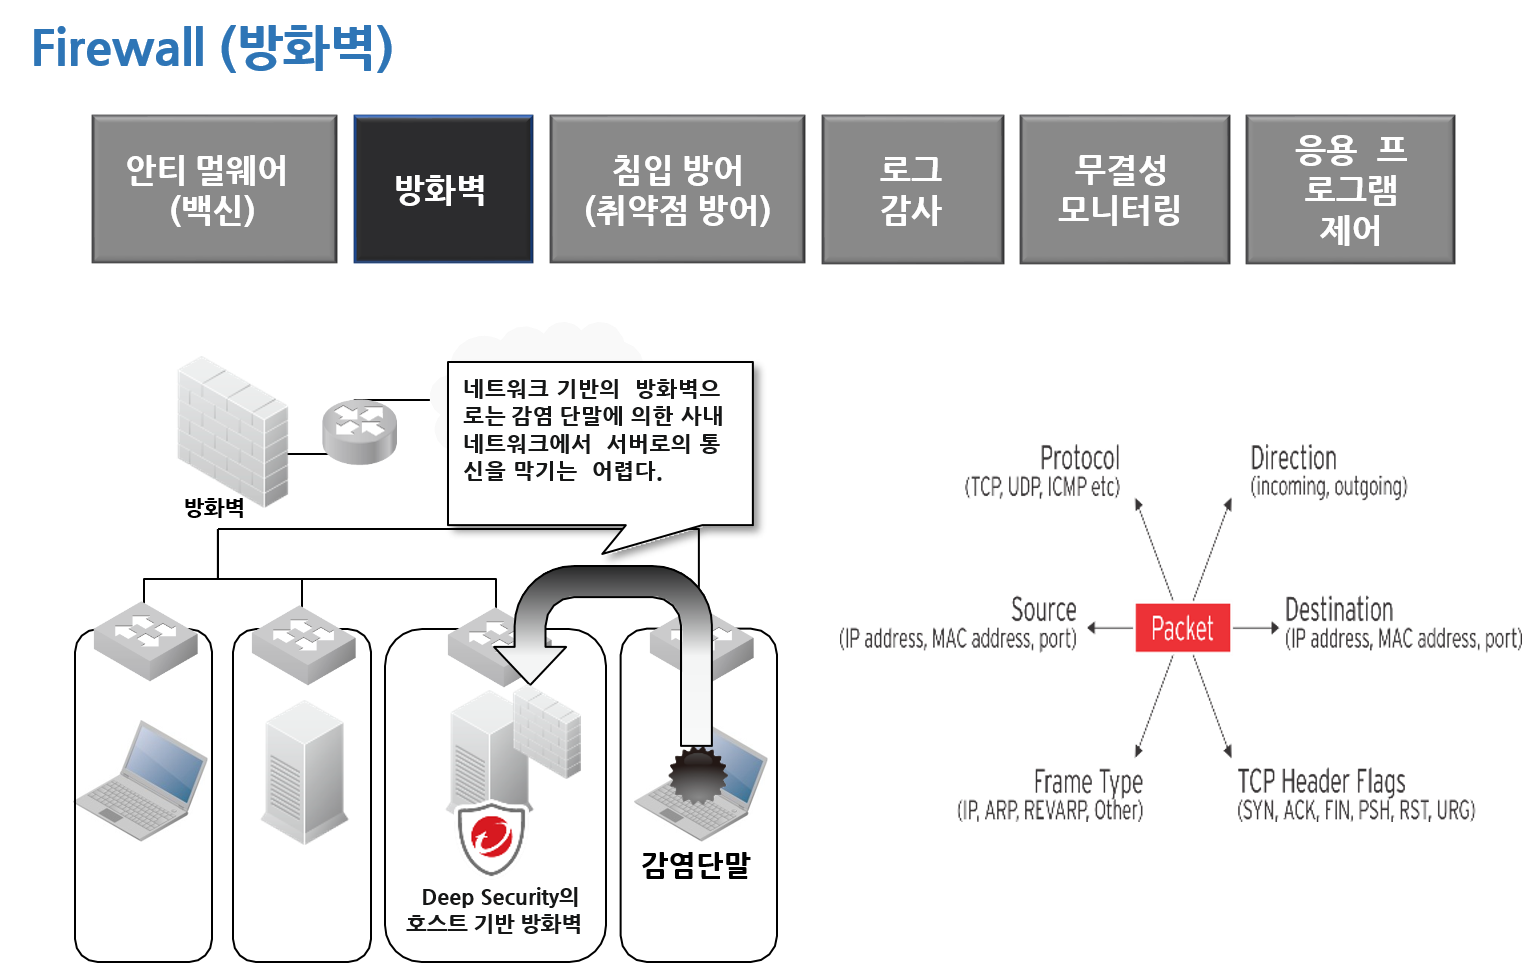 Firewall (방화벽)
안티 멀웨어
(백신)
방화벽
침입 방어
(취약점 방어)
로그
감사
무결성
모니터링
응용 프
로그램
제어
네트워크 기반의 방화벽으
로는 감염 단말에 의한 사내
네트워크에서 서버로의 통
신을 막기는 어렵다.
방화벽
감염단말
Deep Security의
호스트 기반 방화벽
Protocol
(TCP, UDP, ICMP etc)
Direction
(incoming, outgoing)
Source
(IP address, MAC address, port)
Packet
Destination
(IP address, MAC address, port)
Frame Type
(IP, ARP, REVARP, Other)
TCP Header Flags
(SYN, ACK, FIN, PSH, RST, URG)